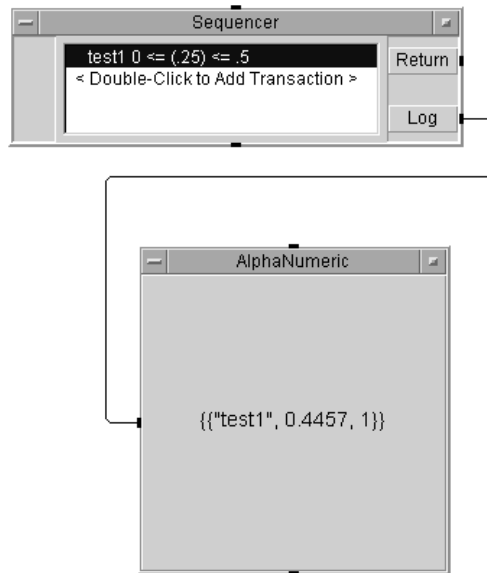 Sequencer
test1 0 <= (.25) <= .5
< Double-Click to Add Transaction >
Return
Log
AlphaNumeric
{{"test1", 0.4457, 1}}